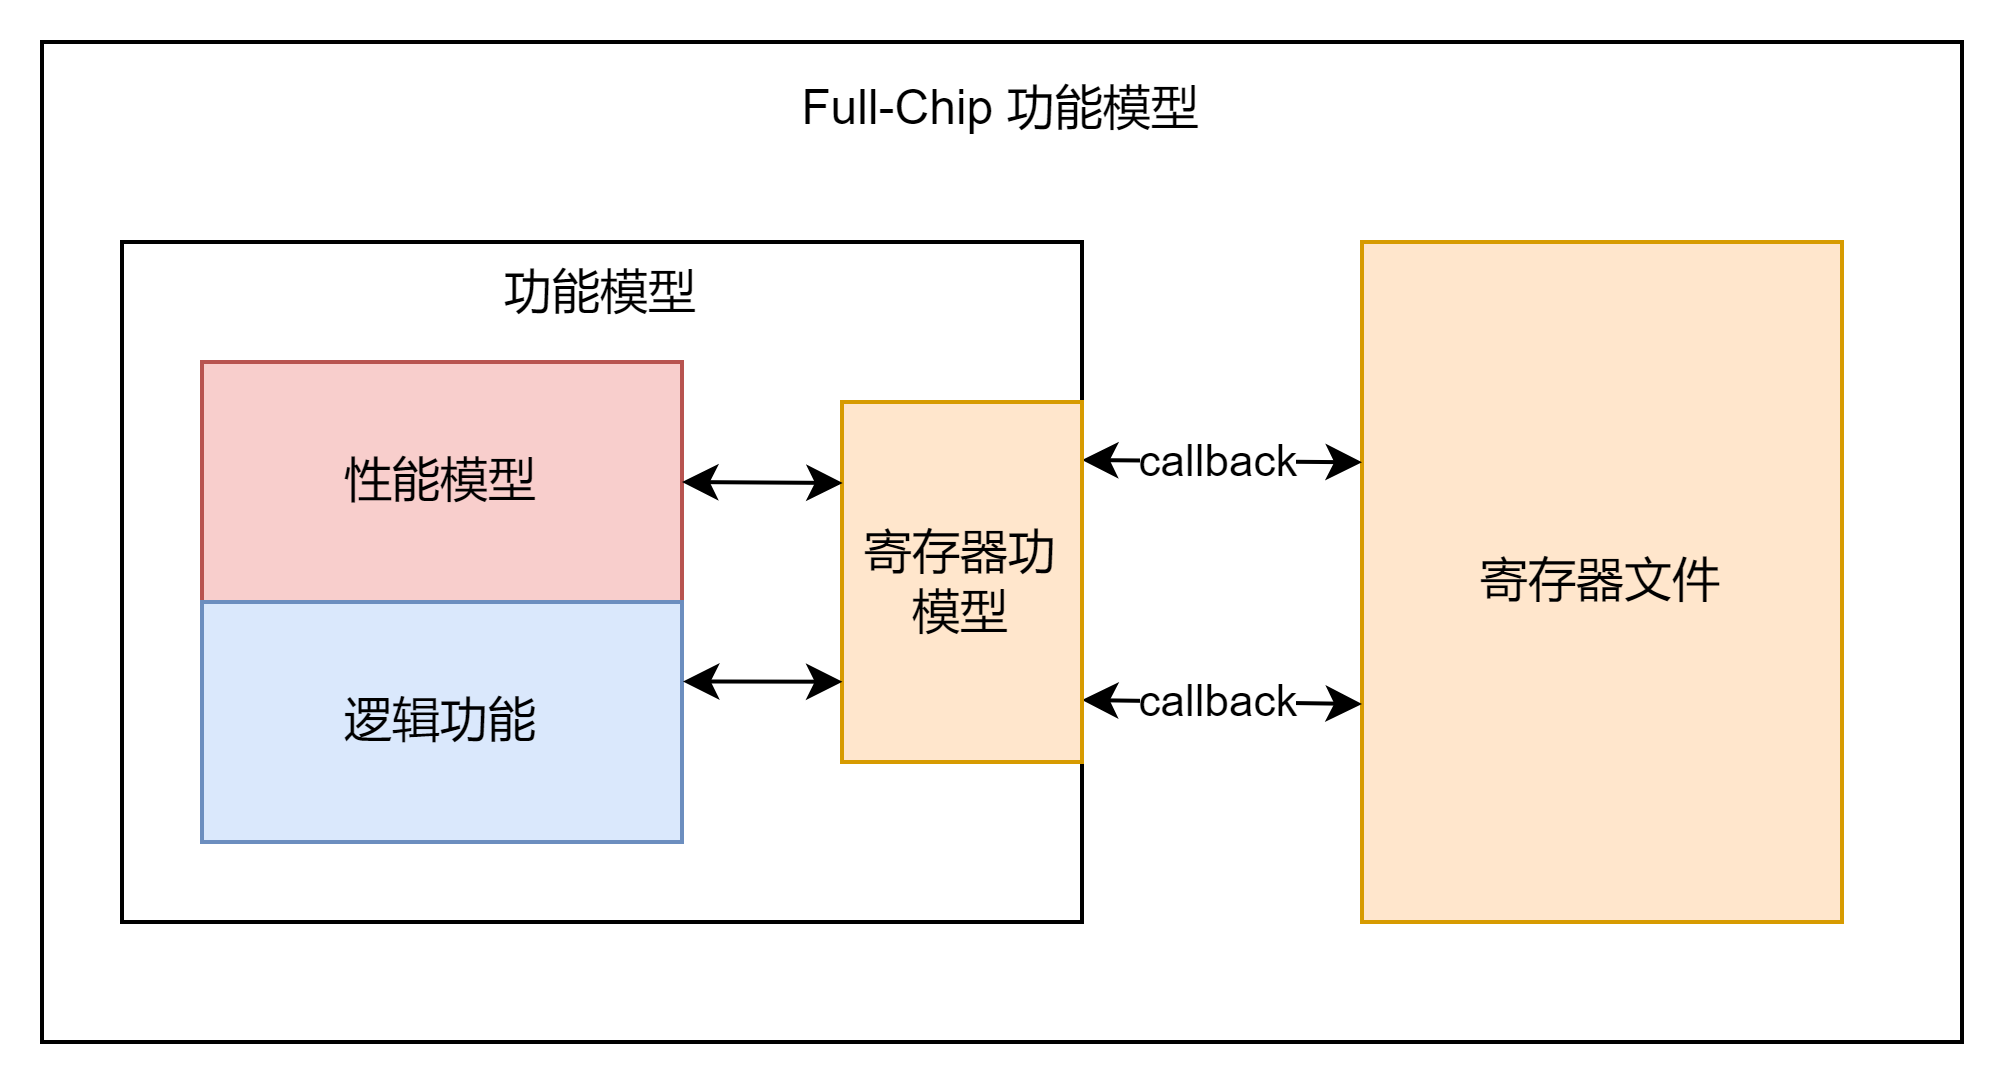 Full-Chip 功能模型
功能模型
性能模型
寄存器功
模型
逻辑功能
callback
callback
寄存器文件